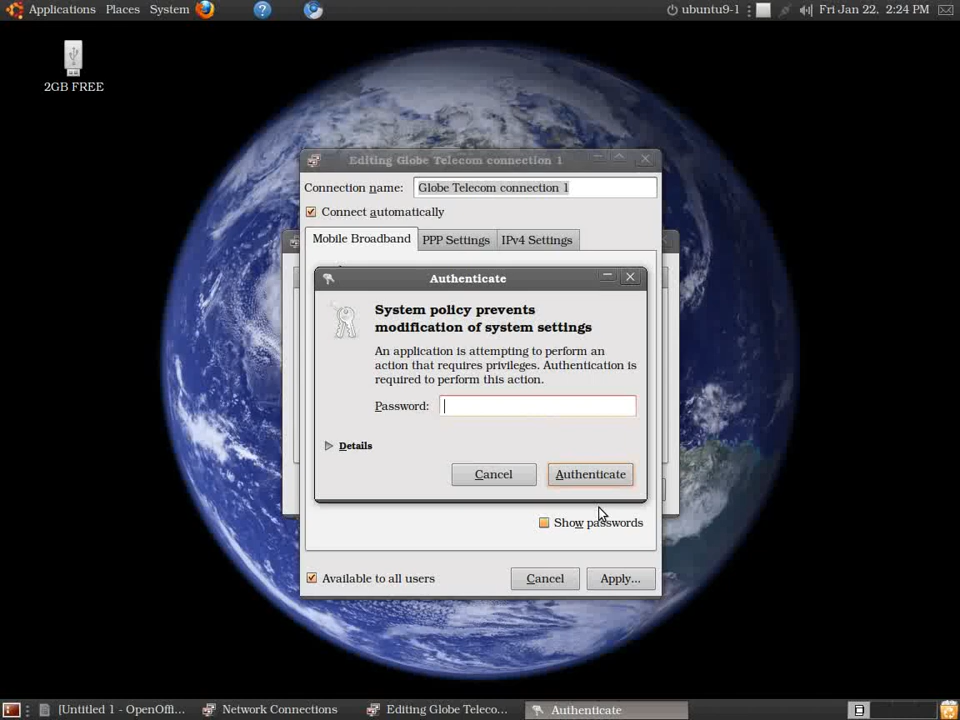 Applications Places System ubuntu9-1 Fri Jan 22, 2:24 PM
2GB FREE
Editing Globe Telecom connection 1
Connection name: Globe Telecom connection 1
Connect automatically
Mobile Broadband PPP Settings IPv4 Settings
Authenticate
System policy prevents
modification of system settings
An application is attempting to perform an
action that requires privileges. Authentication is
required to perform this action.
Password:
Details
Cancel Authenticate
Show passwords
Available to all users Cancel Apply...
[Untitled 1 - OpenOffi... Network Connections Editing Globe Teleco... Authenticate